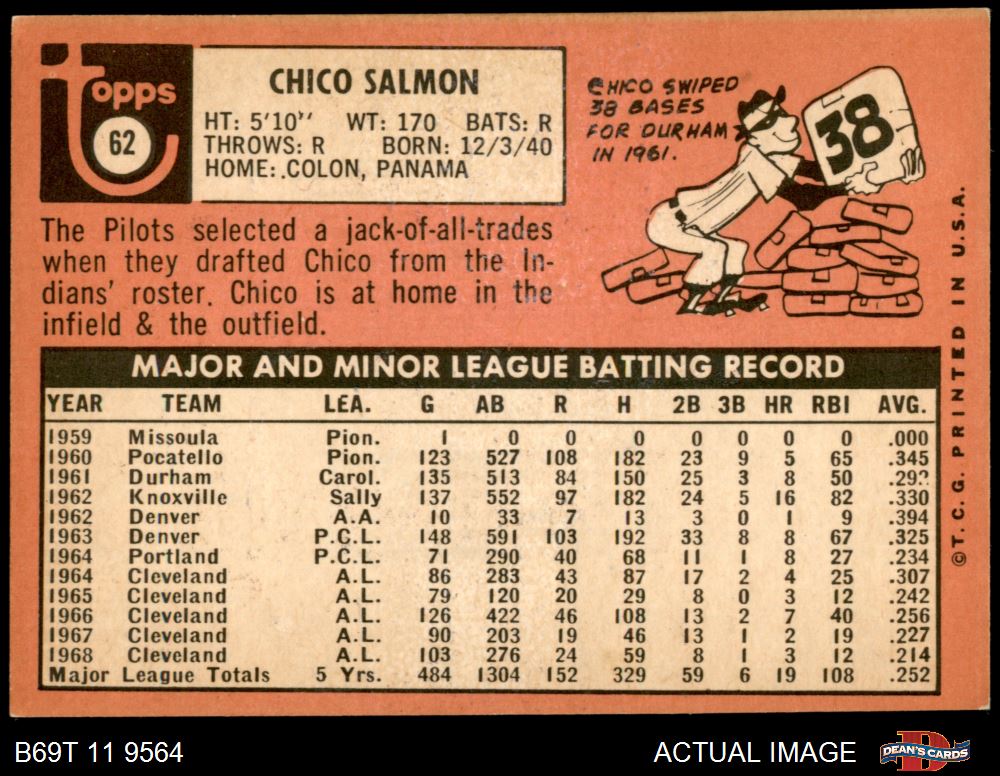 topps
62
CHICO SALMON
HT: 5'10" WT: 170 BATS: R
THROWS: R BORN: 12/3/40
HOME: .COLON, PANAMA
CHICO SWIPED
38 BASES
FOR DURHAM
IN 1961.
38
The Pilots selected a jack-of-all-trades
when they drafted Chico from the In-
dians' roster. Chico is at home in the
infield & the outfield.
MAJOR AND MINOR LEAGUE BATTING RECORD
YEAR TEAM LEA. G AB R H 2B 3B HR RBI AVG.
1959 Missoula Pion. 1 0 0 0 0 0 0 0 .000
1960 Pocatello Pion. 123 527 108 182 23 9 5 65 .345
1961 Durham Carol. 135 513 84 150 25 3 8 50
1962 Knoxville Sally 137 552 97 182 24 5 16 82 .330
1962 Denver A.A. 10 33 7 13 3 0 1 9 .394
1963 Denver P.C.L. 148 591 103 192 33 8 8 67 .325
1964 Portland P.C.L. 71 290 40 68 11 1 8 27 .234
1964 Cleveland A.L. 86 283 43 87 17 2 4 25 .307
1965 Cleveland A.L. 79 120 20 29 8 0 3 12 .242
1966 Cleveland A.L. 126 422 46 108 13 2 7 40 .256
1967 Cleveland A.L. 90 203 19 46 13 1 2 19 .227
1968 Cleveland A.L. 103 276 24 59 8 1 3 12 .214
Major League Totals 5 Yrs. 484 1304 152 329 59 6 19 108 .252
©T.C.G. PRINTED IN U.S.A.
B69T 11 9564
ACTUAL IMAGE
D
DEAN'S CARDS